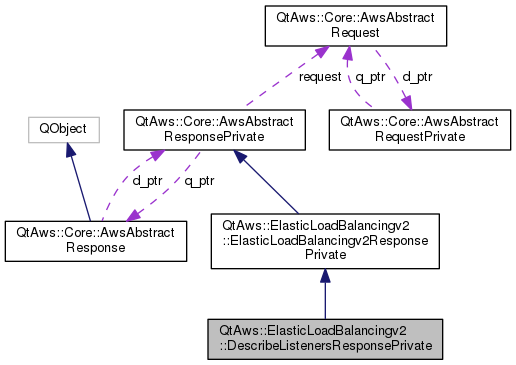 QtAws::Core::AwsAbstract
Request
request
q_ptr
d_ptr
QObject
QtAws::Core::AwsAbstract
ResponsePrivate
QtAws::Core::AwsAbstract
RequestPrivate
d_ptr
q_ptr
QtAws::Core::AwsAbstract
Response
QtAws::ElasticLoadBalancingv2
::ElasticLoadBalancingv2Response
Private
QtAws::ElasticLoadBalancingv2
::DescribeListenersResponsePrivate